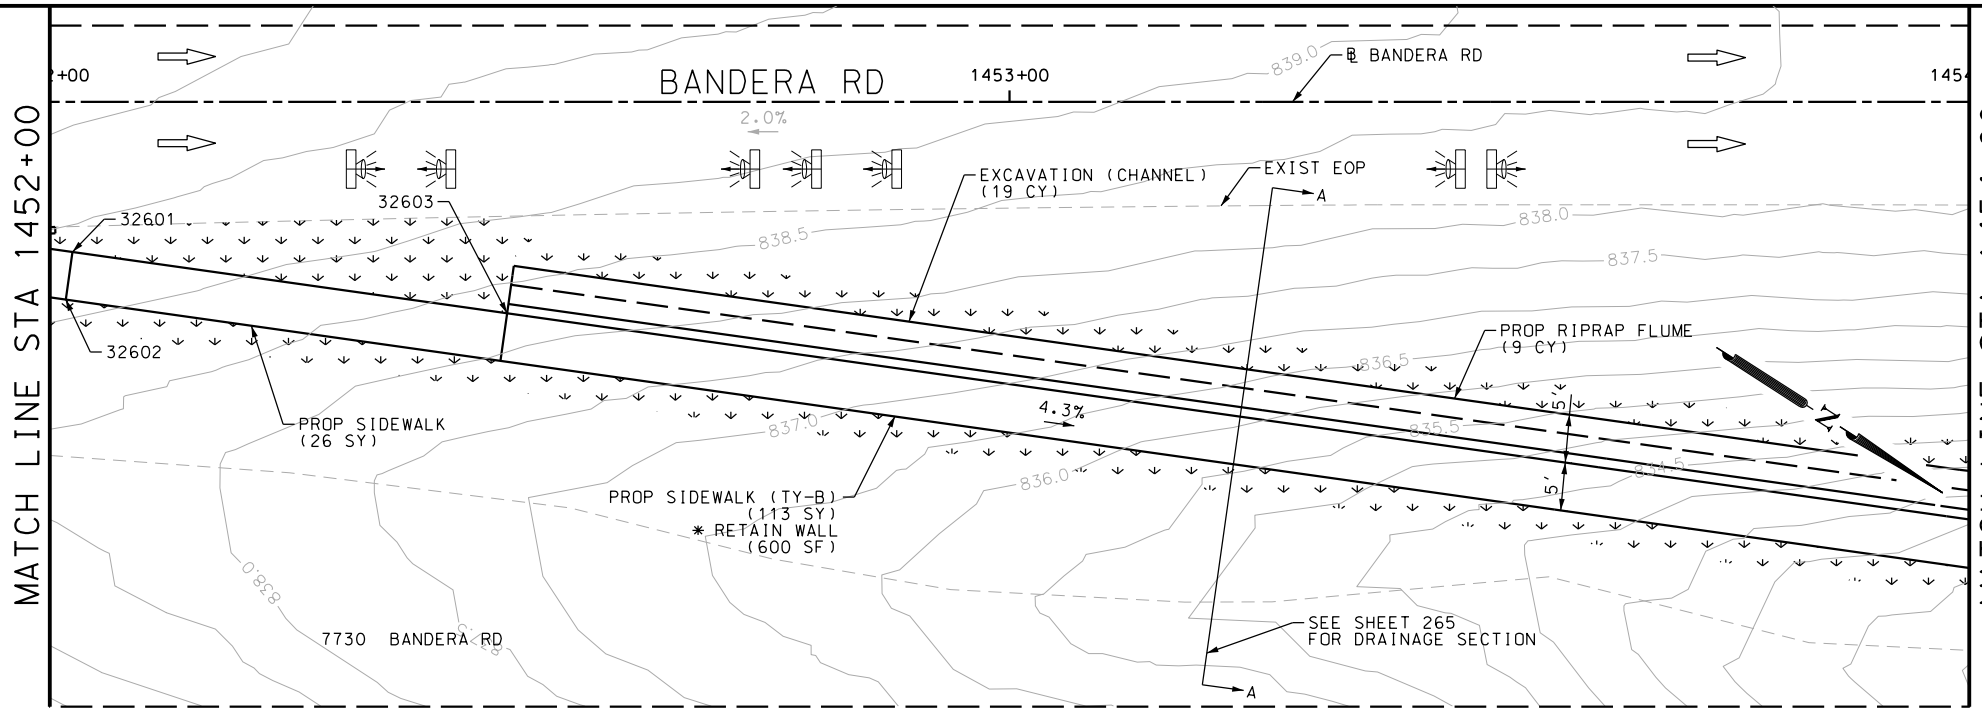 MATCH LINE STA 1452+00
2+00
BANDERA RD
1453+00
839.0
℄ BANDERA RD
1454
2.0%
EXCAVATION (CHANNEL)
(19 CY)
EXIST EOP
A
32601
32603
838.5
838.0
837.5
32602
PROP SIDEWALK
(26 SY)
837.0
4.3%
836.5
PROP RIPRAP FLUME
(9 CY)
5'
5'
835.5
834.5
N
836.0
PROP SIDEWALK (TY-B)
(113 SY)
* RETAIN WALL
(600 SF)
838.0
7730 BANDERA RD
837.5
SEE SHEET 265
FOR DRAINAGE SECTION
A